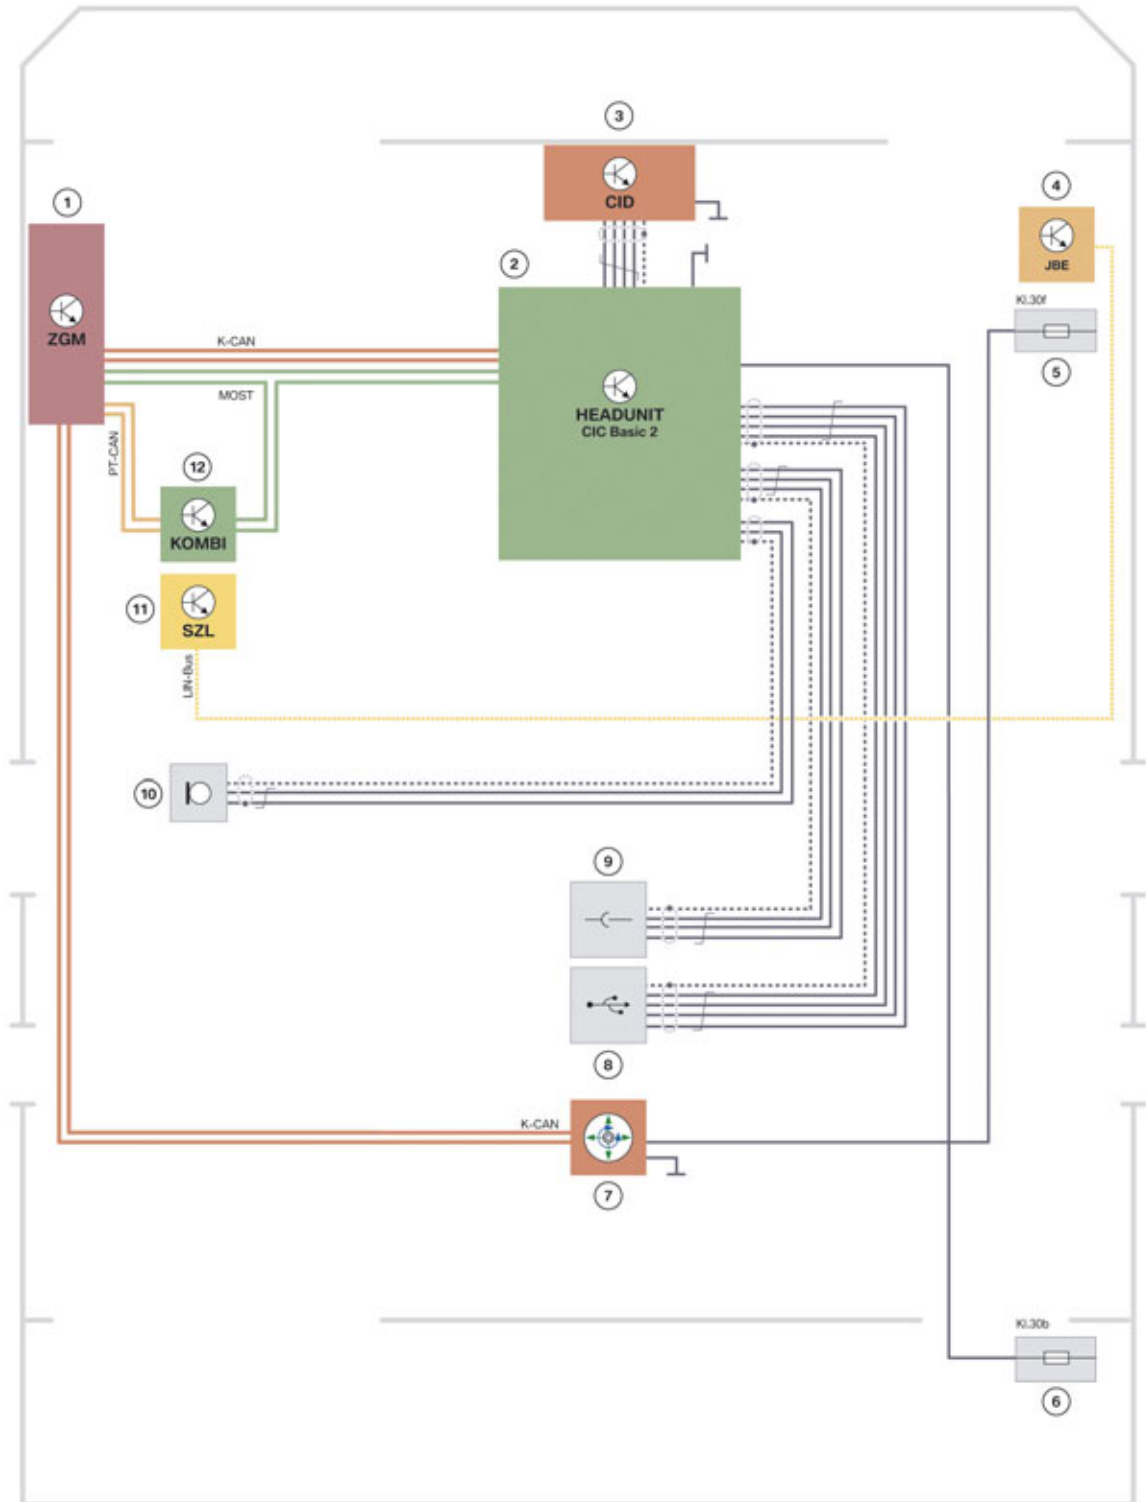 3
CID
1
4
JBE
2
Kl.30f
ZGM
K-CAN
5
MOST
HEADUNIT
CIC Basic 2
PT-CAN
12
KOMBI
11
SZL
LIN-Bus
10
9
8
K-CAN
7
Kl.30b
6